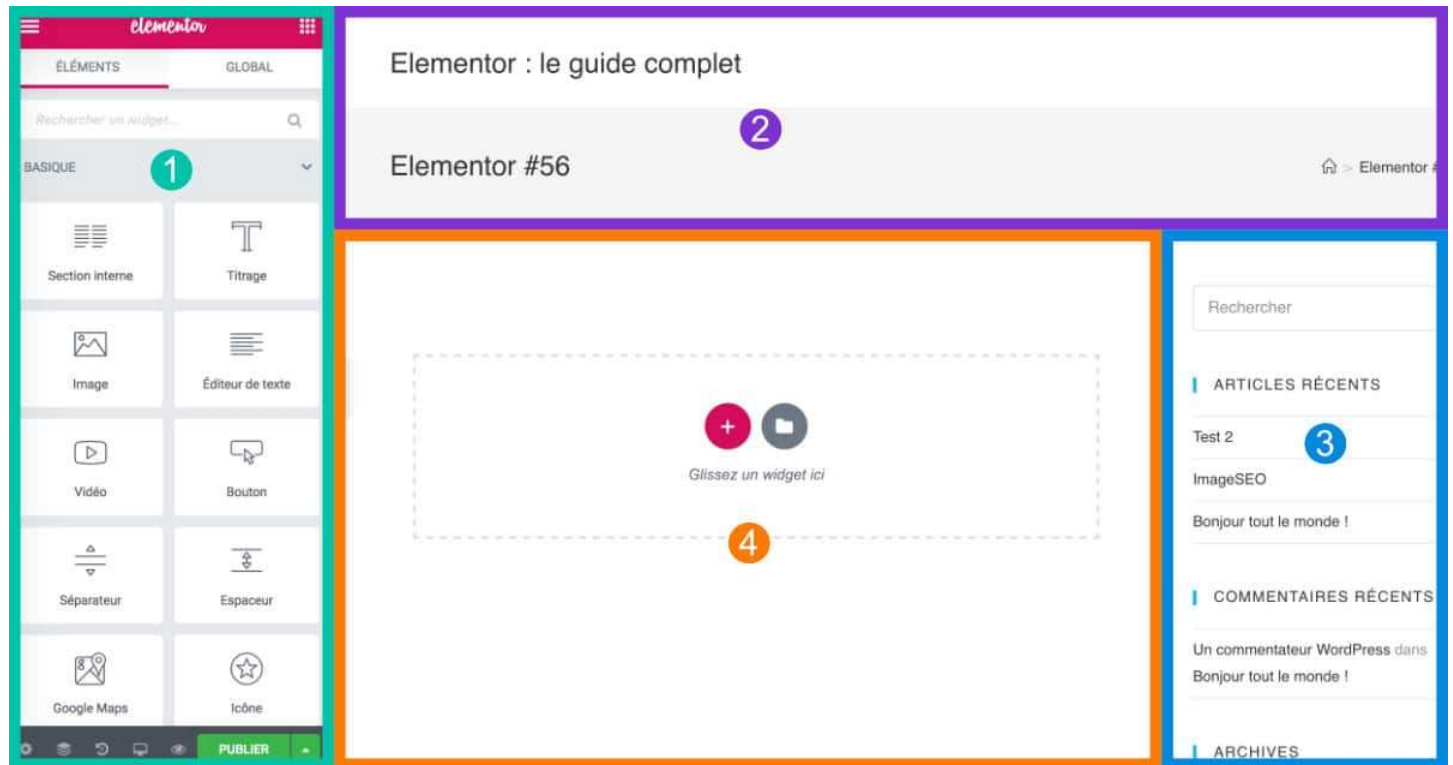 elementor
ÉLÉMENTS GLOBAL
Rechercher un widget...
BASIQUE 1
Section interne Titrage
Image Éditeur de texte
Vidéo Bouton
Séparateur Espaceur
Google Maps Icône
PUBLIER
Elementor : le guide complet
2
Elementor #56
> Elementor #
Glissez un widget ici
4
Rechercher
ARTICLES RÉCENTS
Test 2
3
ImageSEO
Bonjour tout le monde !
COMMENTAIRES RÉCENTS
Un commentateur WordPress dans
Bonjour tout le monde !
ARCHIVES